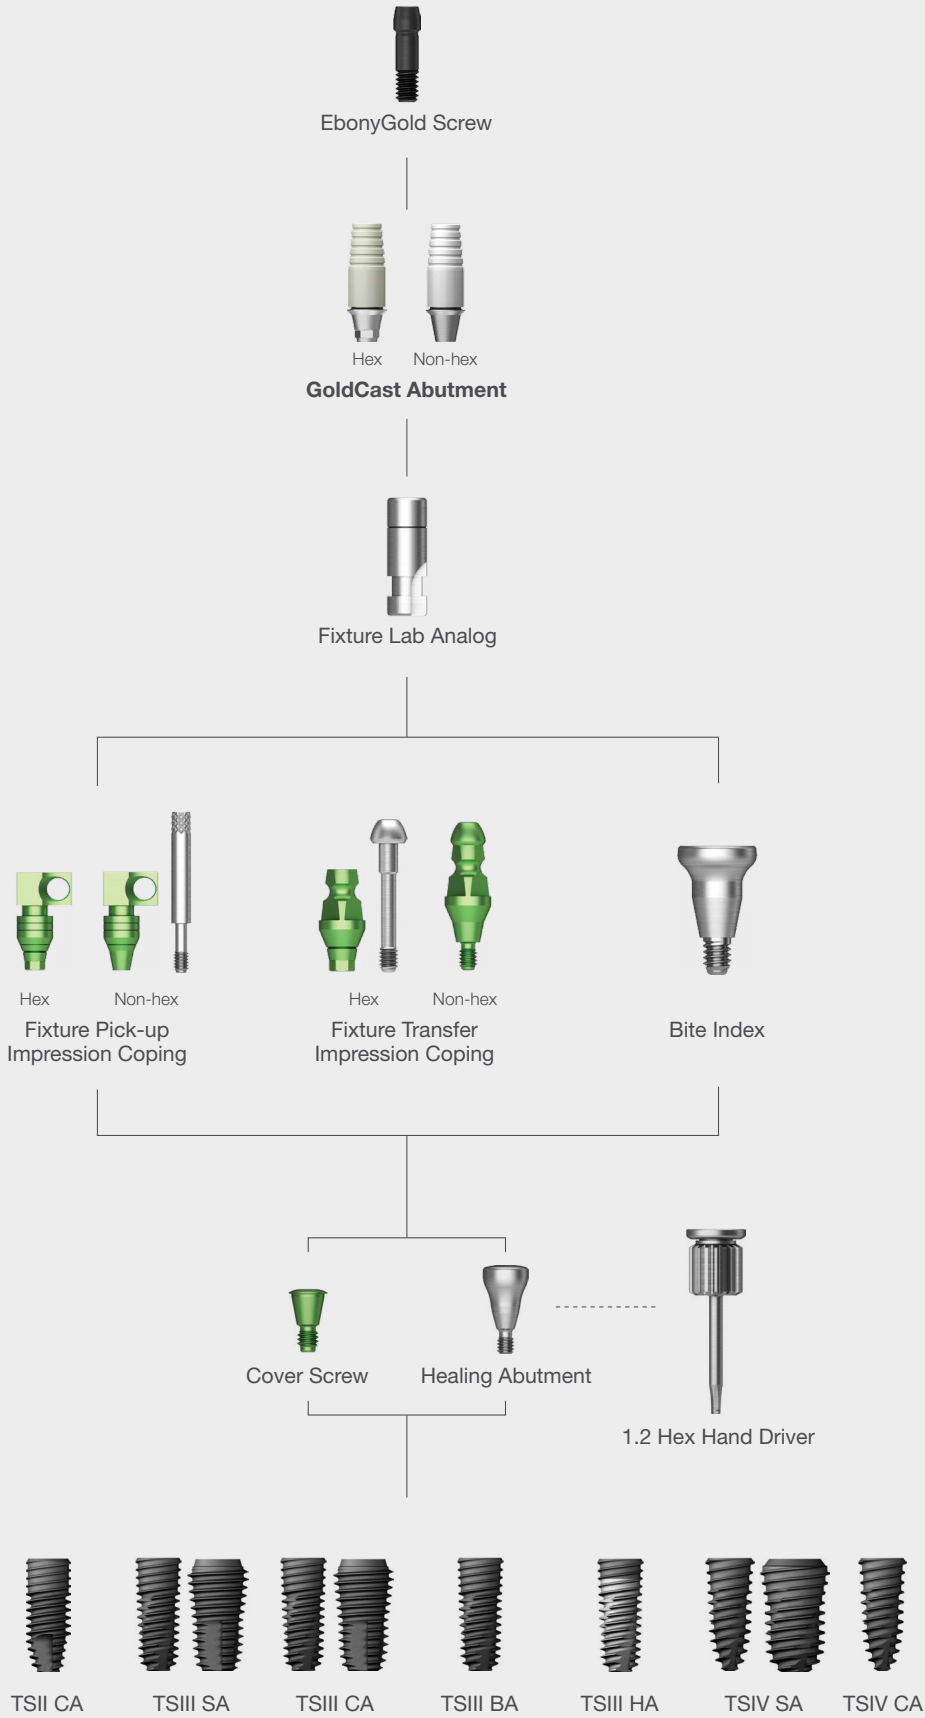 EbonyGold Screw
Hex Non-hex
GoldCast Abutment
Fixture Lab Analog
Hex Non-hex Hex Non-hex
Fixture Pick-up
Impression Coping
Fixture Transfer
Impression Coping
Bite Index
Cover Screw Healing Abutment
1.2 Hex Hand Driver
TSII CA TSIII SA TSIII CA TSIII BA TSIII HA TSIV SA TSIV CA